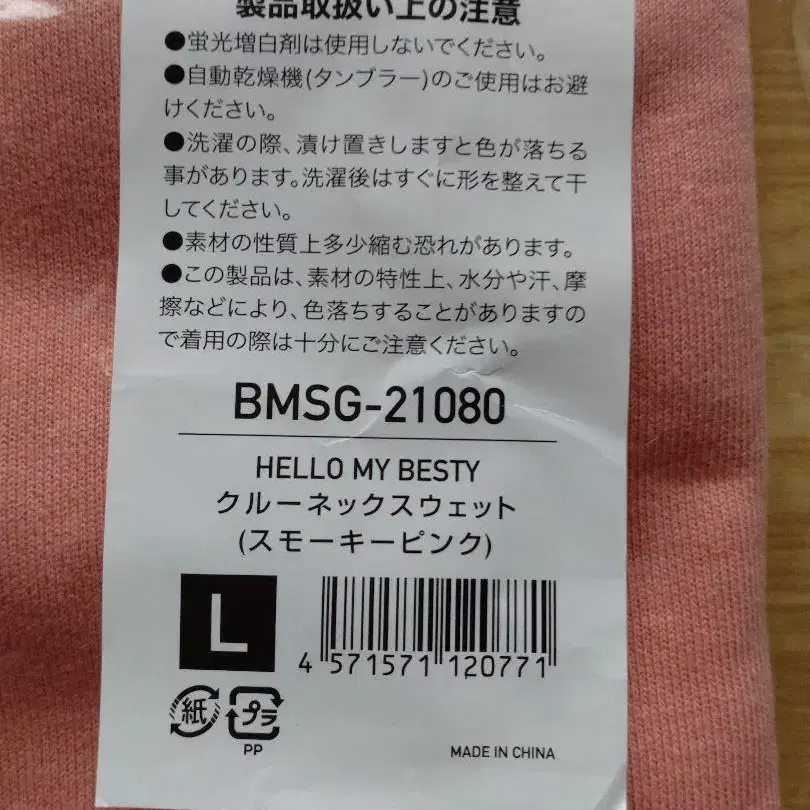 製品取扱い上の注意
●蛍光増白剤は使用しないでください。
●自動乾燥機(タンブラー)のご使用はお避
けください。
●洗濯の際、漬け置きしますと色が落ちる
事があります。洗濯後はすぐに形を整えて干
してください。
●素材の性質上多少縮む恐れがあります。
●この製品は、素材の特性上、水分や汗、摩
擦などにより、色落ちすることがありますの
で着用の際は十分にご注意ください。
BMSG-21080
HELLO MY BESTY
クルーネックスウェット
(スモーキーピンク)
L
4 571571 120771
紙 プラ
PP
MADE IN CHINA